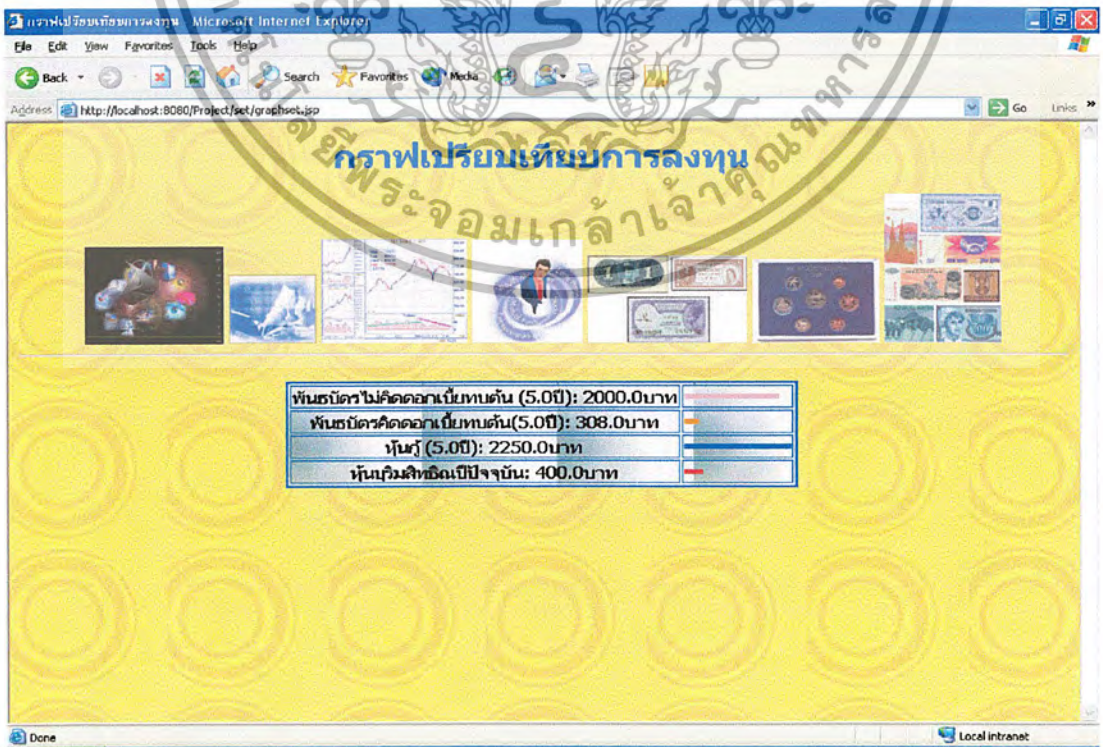 กราฟเปรียบเทียบการลงทุน - Microsoft Internet Explorer
File Edit View Favorites Tools Help
Back Search Favorites Media
Address http://localhost:8080/Project/set/graphset.jsp Go Links »
กราฟเปรียบเทียบการลงทุน
พันธบัตรไม่คิดดอกเบี้ยทบต้น (5.0ปี): 2000.0บาท
พันธบัตรคิดดอกเบี้ยทบต้น(5.0ปี): 308.0บาท
หุ้นกู้ (5.0ปี): 2250.0บาท
หุ้นบุริมสิทธิณปีปัจจุบัน: 400.0บาท
Done Local intranet